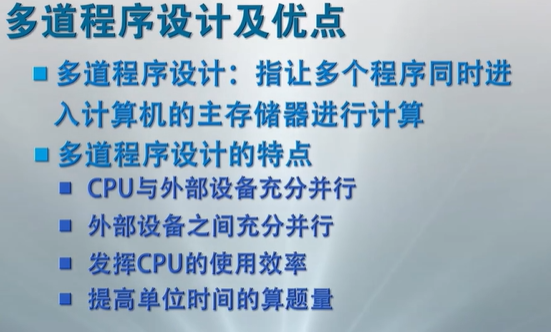 多道程序设计及优点
多道程序设计：指让多个程序同时进
入计算机的主存储器进行计算
多道程序设计的特点
CPU与外部设备充分并行
外部设备之间充分并行
发挥CPU的使用效率
提高单位时间的算题量